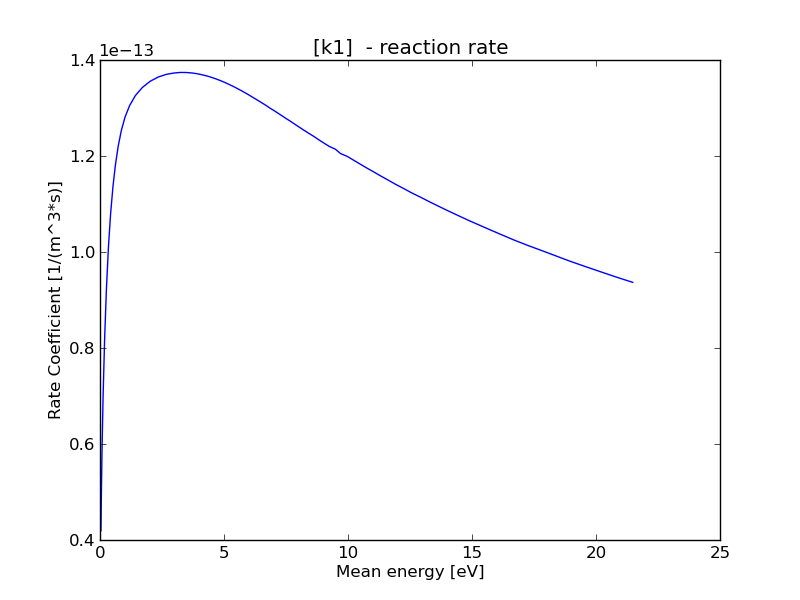 [k1]  - reaction rate
1e−13
1.4
1.2
1.0
0.8
0.6
0.4
0 5 10 15 20 25
Rate Coefficient [1/(m^3*s)]
Mean energy [eV]